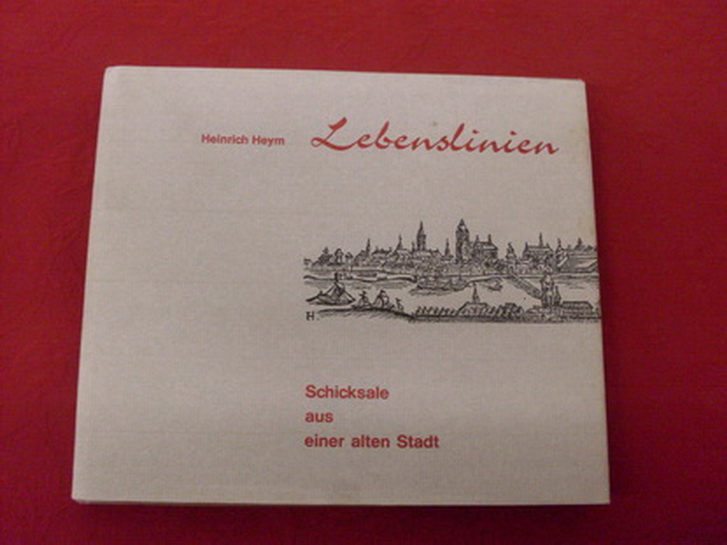 Heinrich Heym Lebenslinien
H.
Schicksale
aus
einer alten Stadt